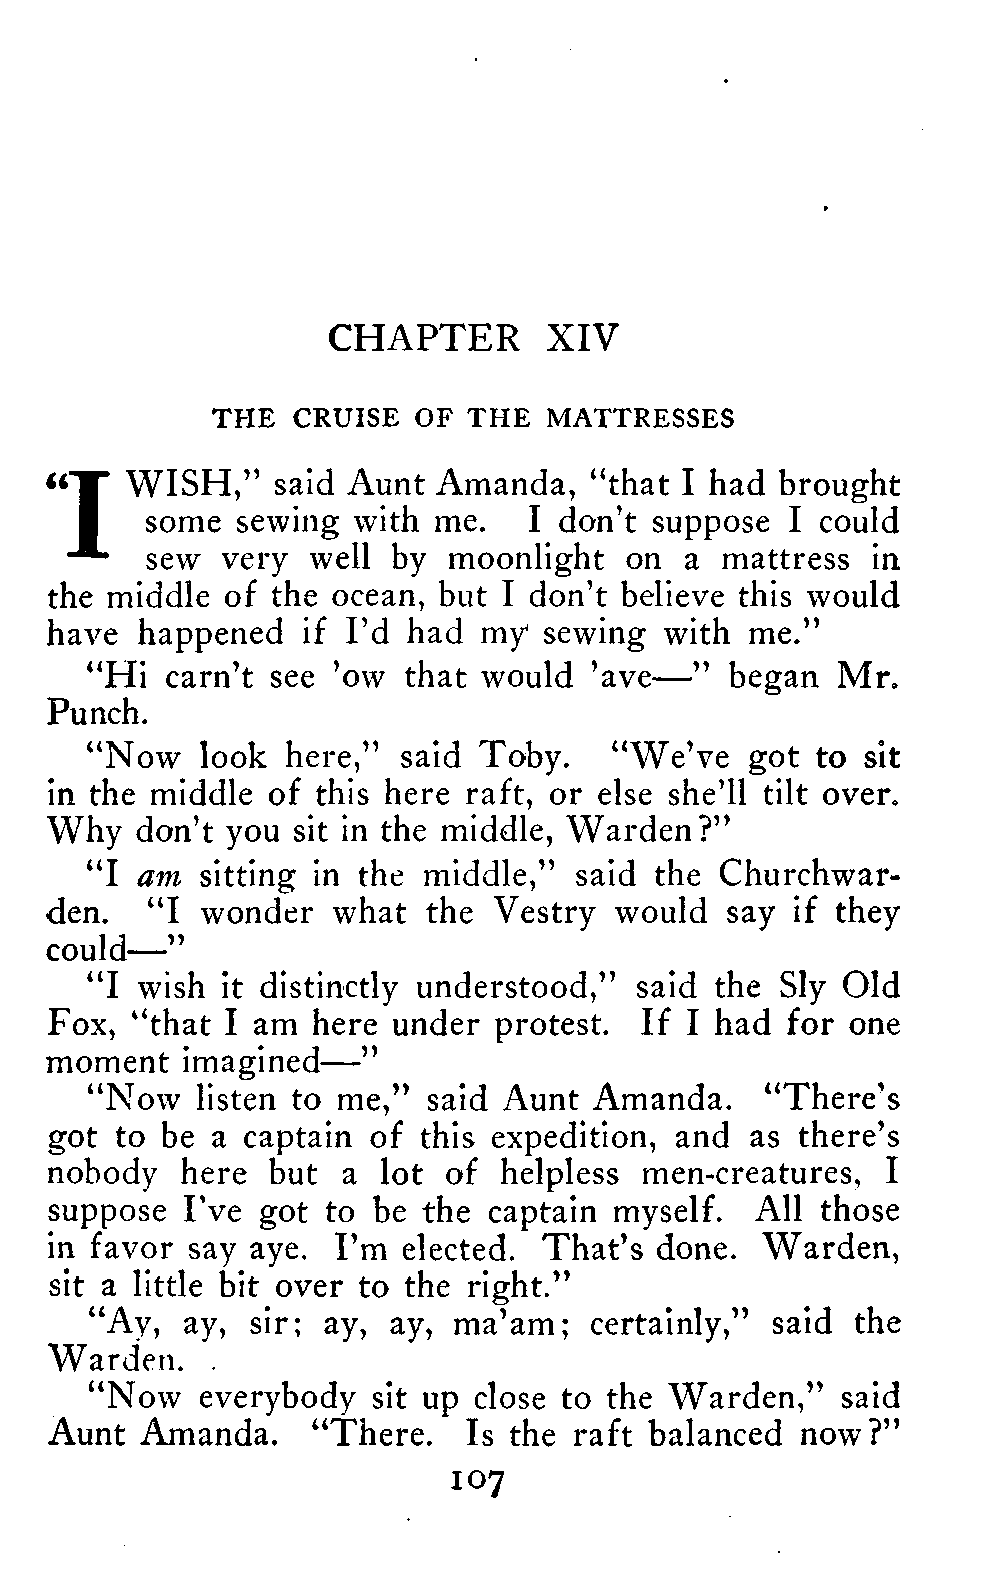 CHAPTER XIV
THE CRUISE OF THE MATTRESSES
"I WISH," said Aunt Amanda, "that I had brought
some sewing with me. I don't suppose I could
sew very well by moonlight on a mattress in
the middle of the ocean, but I don't believe this would
have happened if I'd had my sewing with me."
"Hi carn't see 'ow that would 'ave—" began Mr.
Punch.
"Now look here," said Toby. "We've got to sit
in the middle of this here raft, or else she'll tilt over.
Why don't you sit in the middle, Warden?"
"I am sitting in the middle," said the Churchwar-
den. "I wonder what the Vestry would say if they
could—"
"I wish it distinctly understood," said the Sly Old
Fox, "that I am here under protest. If I had for one
moment imagined—"
"Now listen to me," said Aunt Amanda. "There's
got to be a captain of this expedition, and as there's
nobody here but a lot of helpless men-creatures, I
suppose I've got to be the captain myself. All those
in favor say aye. I'm elected. That's done. Warden,
sit a little bit over to the right."
"Ay, ay, sir; ay, ay, ma'am; certainly," said the
Warden.
"Now everybody sit up close to the Warden," said
Aunt Amanda. "There. Is the raft balanced now?"
107